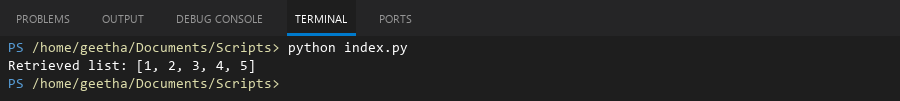 PROBLEMS OUTPUT DEBUG CONSOLE TERMINAL PORTS
PS /home/geetha/Documents/Scripts> python index.py
Retrieved list: [1, 2, 3, 4, 5]
PS /home/geetha/Documents/Scripts>